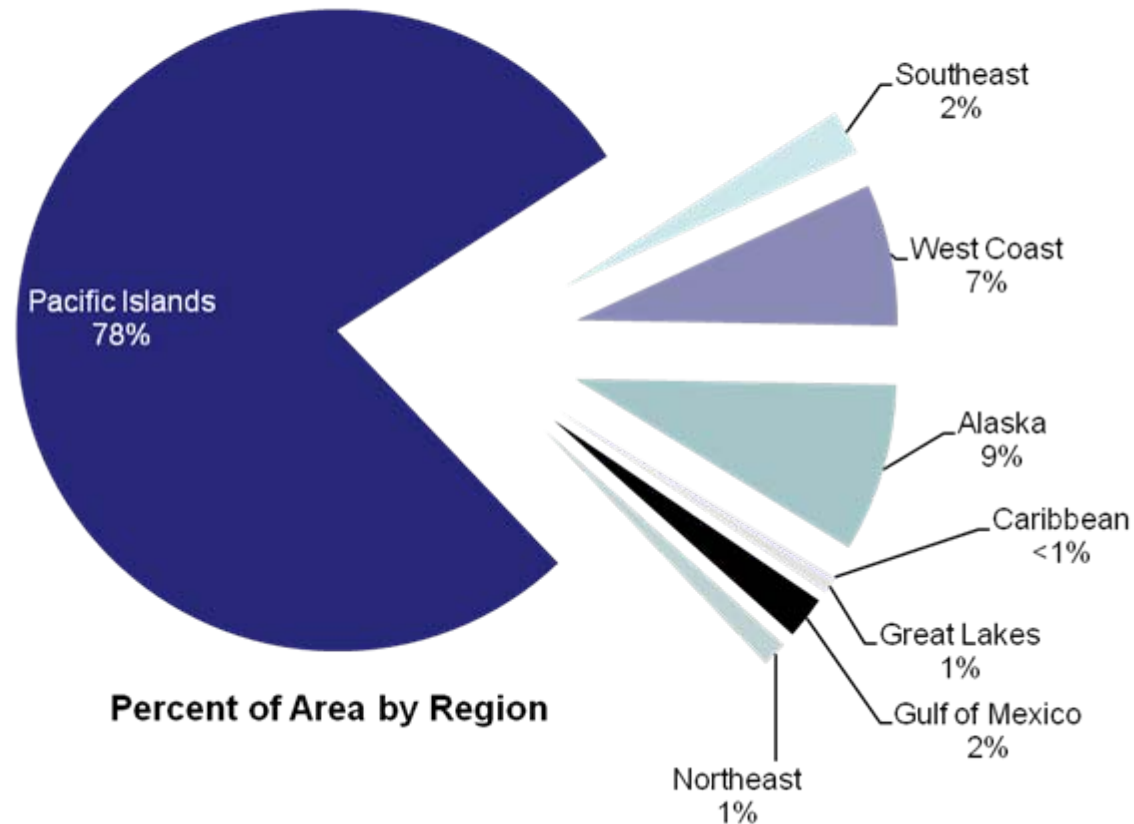 Southeast
2%
West Coast
7%
Pacific Islands
78%
Alaska
9%
Caribbean
<1%
Great Lakes
1%
Gulf of Mexico
2%
Northeast
1%
Percent of Area by Region